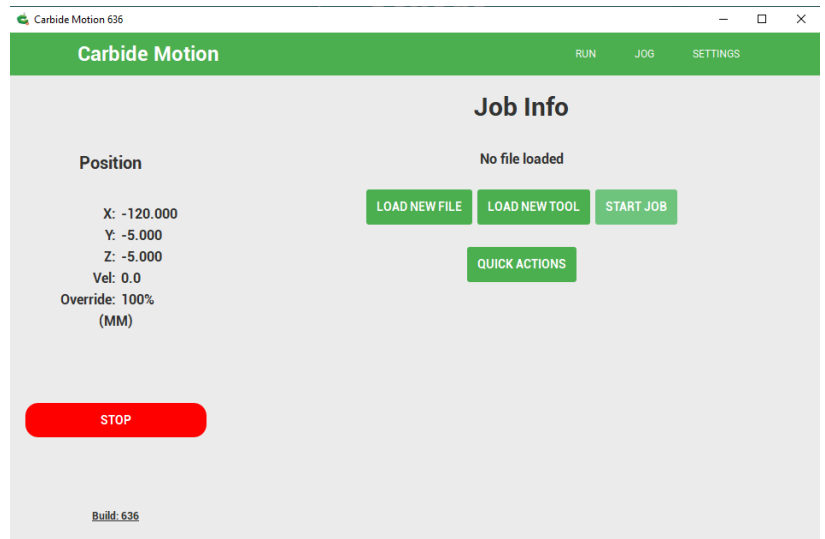 Carbide Motion 636
Carbide Motion
RUN JOG SETTINGS
Job Info
Position
No file loaded
LOAD NEW FILE LOAD NEW TOOL START JOB
QUICK ACTIONS
X: -120.000
Y: -5.000
Z: -5.000
Vel: 0.0
Override: 100%
(MM)
STOP
Build: 636